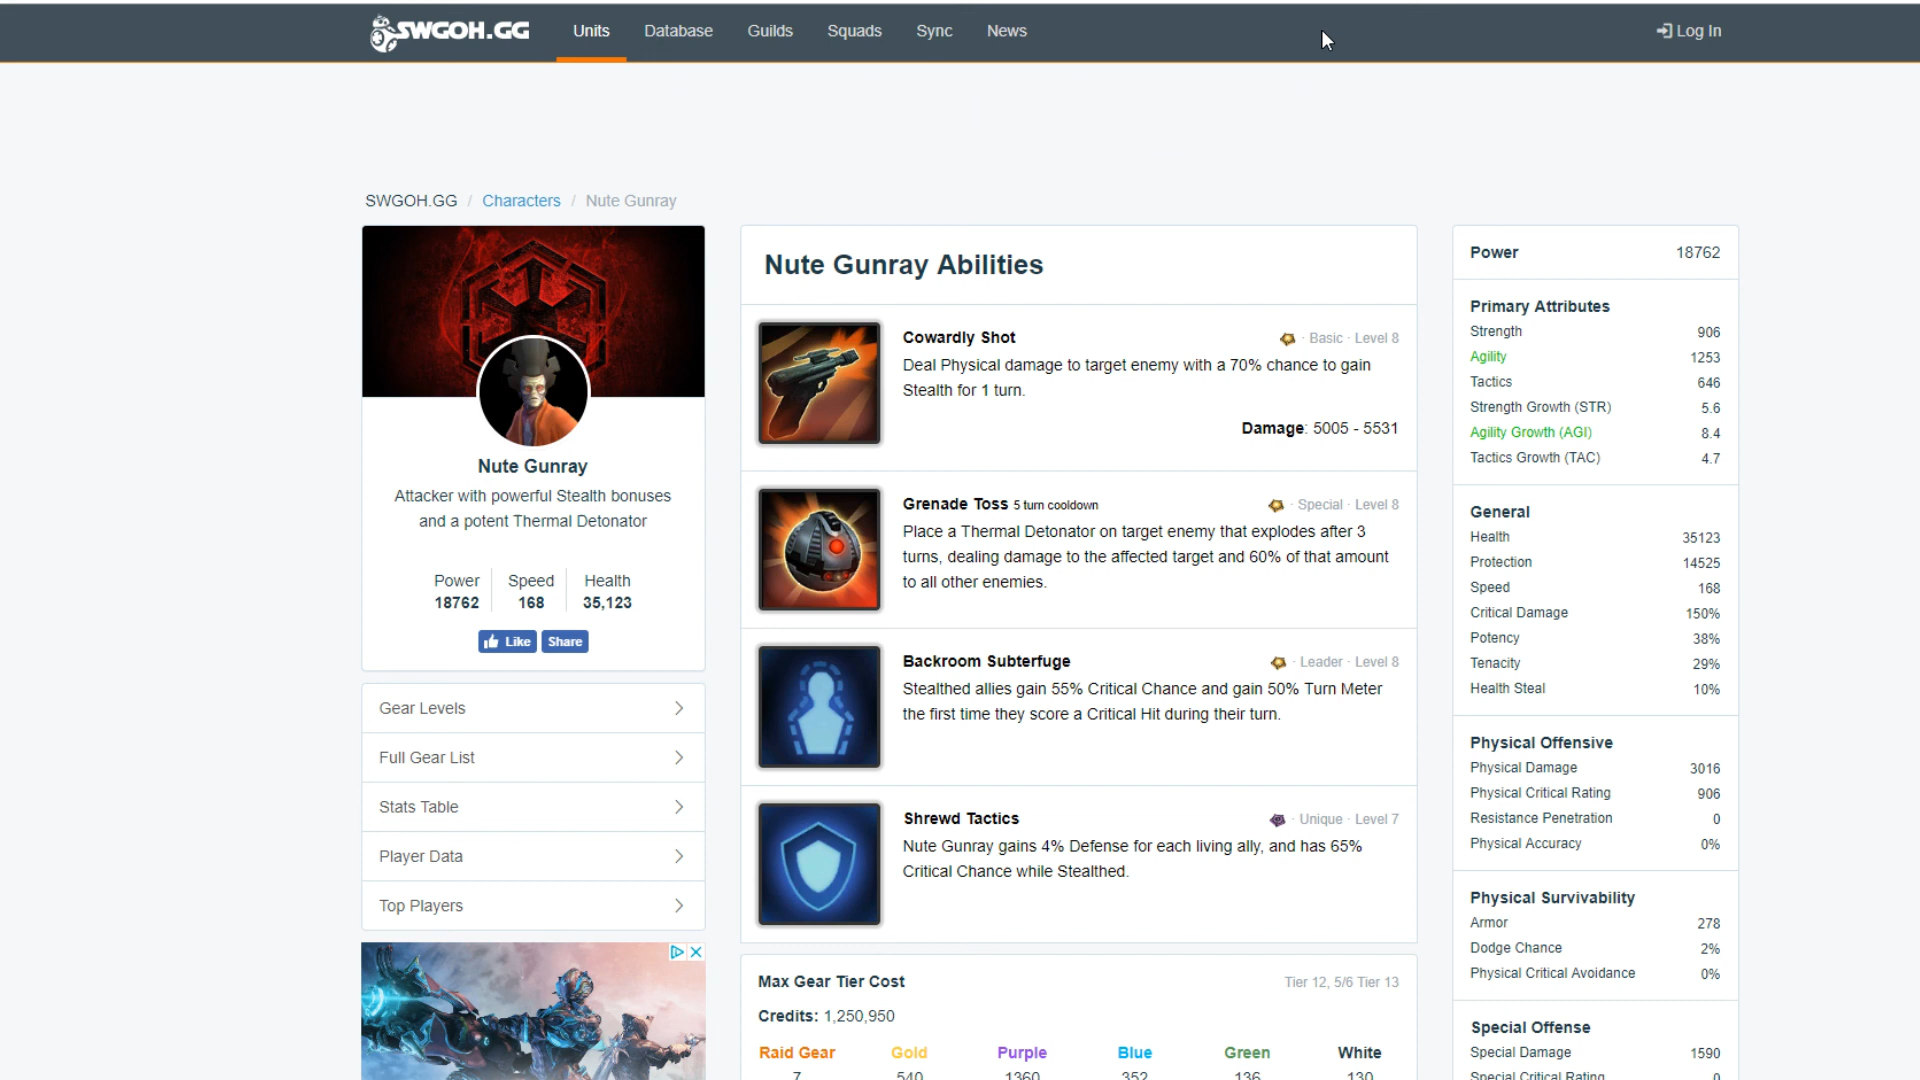 SWGOH.GG
Units
Database
Guilds
Squads
Sync
News
Log In
SWGOH.GG / Characters / Nute Gunray
Nute Gunray
Attacker with powerful Stealth bonuses
and a potent Thermal Detonator
Power Speed Health
18762 168 35,123
Like Share
Gear Levels
Full Gear List
Stats Table
Player Data
Top Players
Nute Gunray Abilities
Cowardly Shot · Basic · Level 8
Deal Physical damage to target enemy with a 70% chance to gain
Stealth for 1 turn.
Damage: 5005 - 5531
Grenade Toss 5 turn cooldown · Special · Level 8
Place a Thermal Detonator on target enemy that explodes after 3
turns, dealing damage to the affected target and 60% of that amount
to all other enemies.
Backroom Subterfuge · Leader · Level 8
Stealthed allies gain 55% Critical Chance and gain 50% Turn Meter
the first time they score a Critical Hit during their turn.
Shrewd Tactics · Unique · Level 7
Nute Gunray gains 4% Defense for each living ally, and has 65%
Critical Chance while Stealthed.
Max Gear Tier Cost Tier 12, 5/6 Tier 13
Credits: 1,250,950
Raid Gear Gold Purple Blue Green White
7 540 1360 352 136 130
Power 18762
Primary Attributes
Strength 906
Agility 1253
Tactics 646
Strength Growth (STR) 5.6
Agility Growth (AGI) 8.4
Tactics Growth (TAC) 4.7
General
Health 35123
Protection 14525
Speed 168
Critical Damage 150%
Potency 38%
Tenacity 29%
Health Steal 10%
Physical Offensive
Physical Damage 3016
Physical Critical Rating 906
Resistance Penetration 0
Physical Accuracy 0%
Physical Survivability
Armor 278
Dodge Chance 2%
Physical Critical Avoidance 0%
Special Offense
Special Damage 1590
Special Critical Rating 0